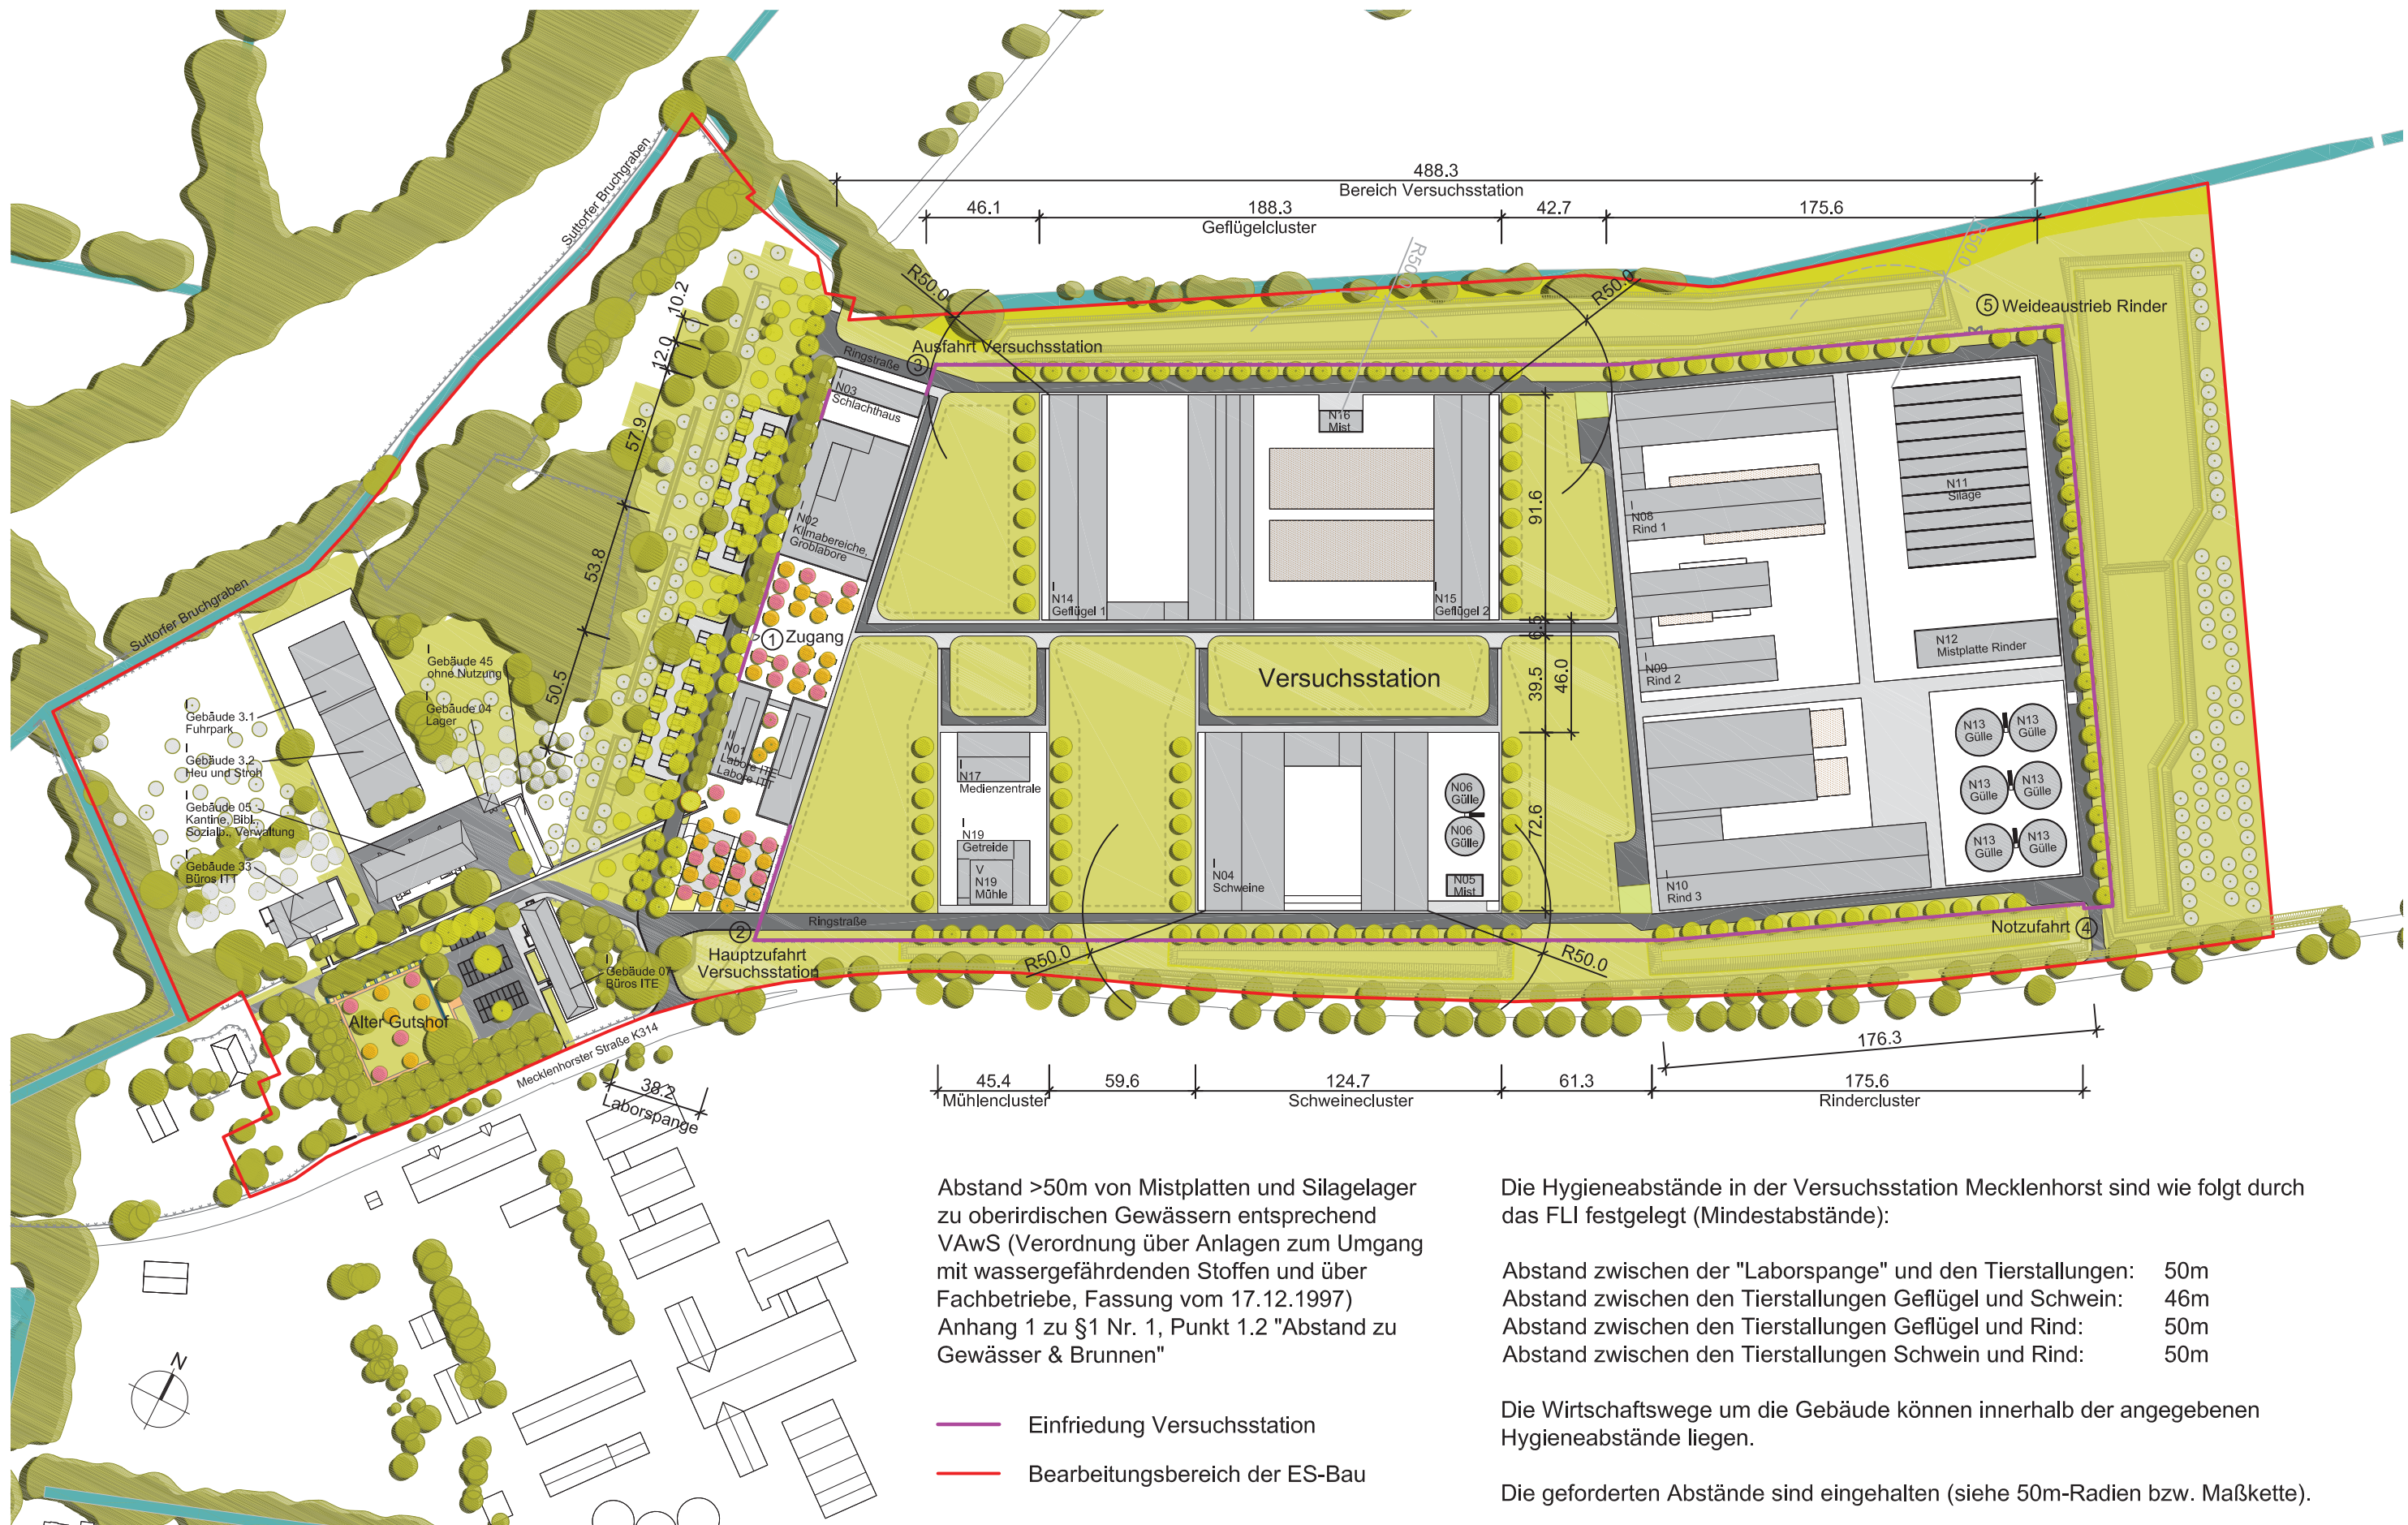 488.3
Bereich Versuchsstation
46.1
188.3
42.7
175.6
Geflügelcluster
Suttorfer Bruchgraben
R50.0
R50.0
R50.0
R50.0
5 Weideaustrieb Rinder
10.2
12.0
57.9
53.8
50.5
Ringstraße
3
Ausfahrt Versuchsstation
N03
Schlachthaus
N16
Mist
I
N02
Klimabereiche,
Großlabore
I
N14
Geflügel 1
I
N15
Geflügel 2
91.6
6.5
39.5
46.0
72.6
I
N08
Rind 1
N11
Silage
I
N09
Rind 2
N12
Mistplatte Rinder
Suttorfer Bruchgraben
1 Zugang
Versuchsstation
I
Gebäude 45
ohne Nutzung
I
Gebäude 04
Lager
I
Gebäude 3.1
Fuhrpark
I
Gebäude 3.2
Heu und Stroh
I
Gebäude 05
Kantine, Bibl.,
Sozialb., Verwaltung
I
Gebäude 33
Büros ITT
II
N01
Labore ITE
Labore ITT
I
N17
Medienzentrale
I
N19
Getreide
V
N19
Mühle
I
N04
Schweine
N06
Gülle
N06
Gülle
N05
Mist
N13
Gülle
N13
Gülle
N13
Gülle
N13
Gülle
N13
Gülle
N13
Gülle
I
N10
Rind 3
Ringstraße
2
Hauptzufahrt
Versuchsstation
I
Gebäude 07
Büros ITE
Alter Gutshof
R50.0
R50.0
Notzufahrt 4
Mecklenhorster Straße K314
38.2
Laborspange
176.3
45.4
59.6
124.7
61.3
175.6
Mühlencluster
Schweinecluster
Rindercluster
N
Abstand >50m von Mistplatten und Silagelager
zu oberirdischen Gewässern entsprechend
VAwS (Verordnung über Anlagen zum Umgang
mit wassergefährdenden Stoffen und über
Fachbetriebe, Fassung vom 17.12.1997)
Anhang 1 zu §1 Nr. 1, Punkt 1.2 "Abstand zu
Gewässer & Brunnen"
Einfriedung Versuchsstation
Bearbeitungsbereich der ES-Bau
Die Hygieneabstände in der Versuchsstation Mecklenhorst sind wie folgt durch
das FLI festgelegt (Mindestabstände):
Abstand zwischen der "Laborspange" und den Tierstallungen: 50m
Abstand zwischen den Tierstallungen Geflügel und Schwein: 46m
Abstand zwischen den Tierstallungen Geflügel und Rind: 50m
Abstand zwischen den Tierstallungen Schwein und Rind: 50m
Die Wirtschaftswege um die Gebäude können innerhalb der angegebenen
Hygieneabstände liegen.
Die geforderten Abstände sind eingehalten (siehe 50m-Radien bzw. Maßkette).